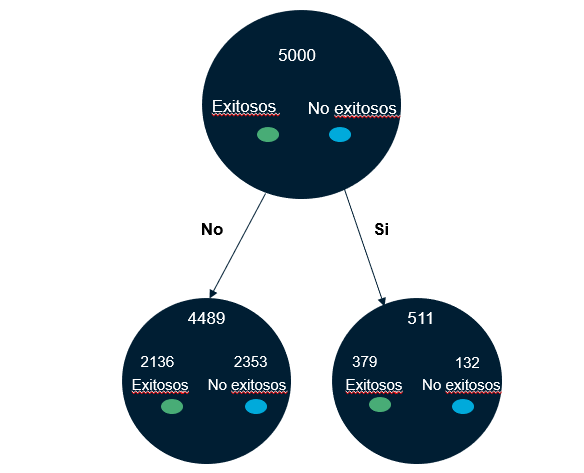 5000
Exitosos
No exitosos
No
Si
4489
2136
2353
Exitosos
No exitosos
511
379
132
Exitosos
No exitosos